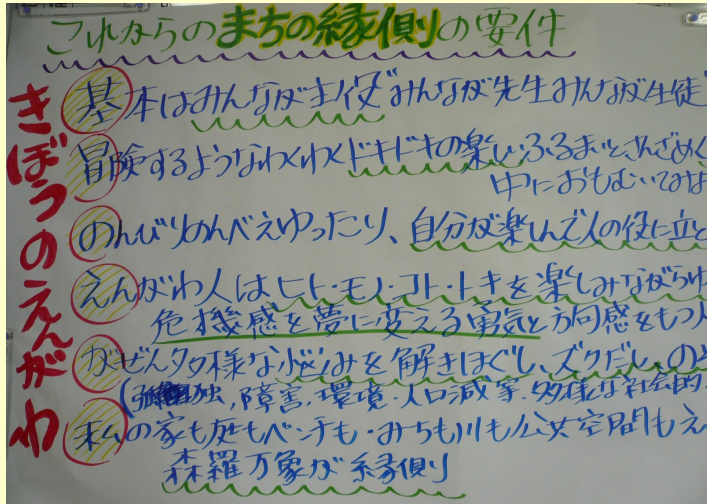 これからのまちの縁側の要件
きぼうのえんがわ
基本はみんなが主役"みんなが先生みんなが生徒"
冒険するようなわくわくドキドキの楽しいふるまいとさんざめく
中におもむいてみな
のんびりのんべえゆったり、自分が楽しんで人の役に立と
えんがわ人はヒト・モノ・コト・トキを楽しみながらゆ
危機感を夢に変える勇気と方向感をもつ人
がぜん多様な悩みを解きほぐし、ズクだし、のと
独,障害・環境・人口減・多様な社会的
私の家も庭もベンチも・みちも川も公共空間もえ
森羅万象が縁側